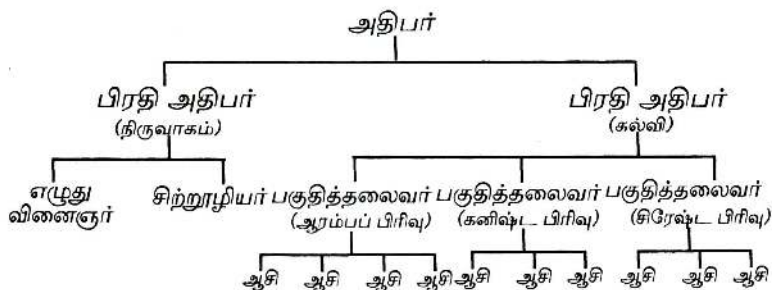 அதிபர்
பிரதி அதிபர் பிரதி அதிபர்
(நிருவாகம்) (கல்வி)
எழுது சிற்றூழியர் பகுதித்தலைவர் பகுதித்தலைவர் பகுதித்தலைவர்
வினைஞர் (ஆரம்பப் பிரிவு) (கனிஷ்ட பிரிவு) (சிரேஷ்ட பிரிவு)
ஆசி ஆசி ஆசி ஆசி ஆசி ஆசி ஆசி ஆசி ஆசி ஆசி